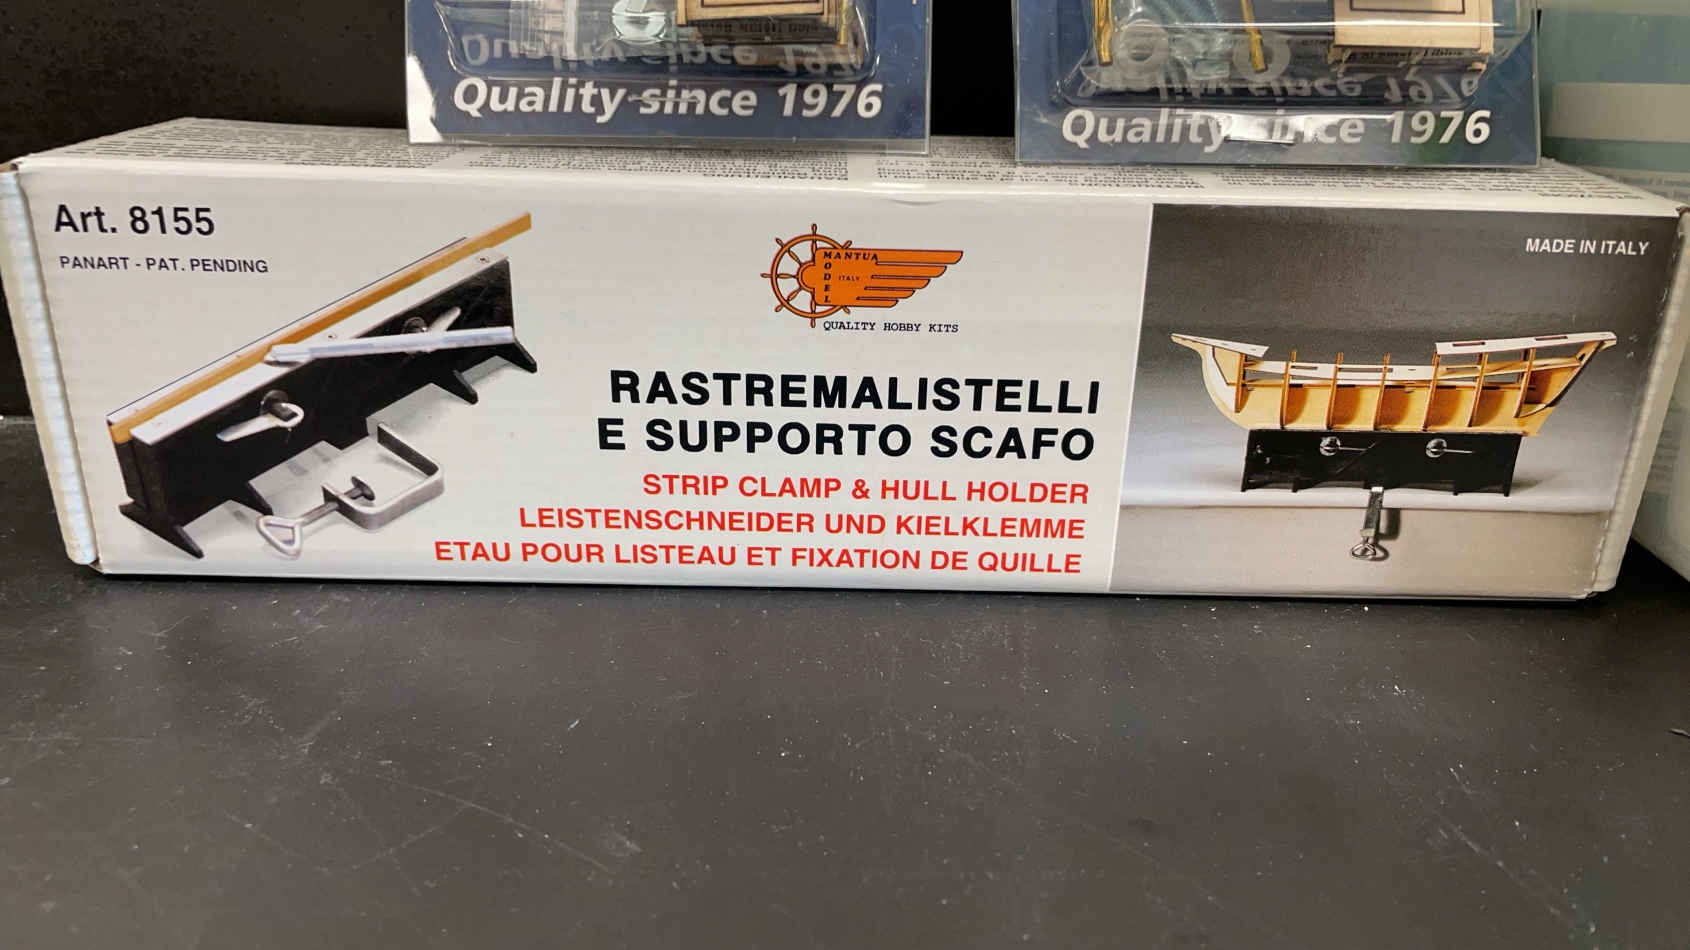 Quality since 1976
Quality since 1976
Art. 8155
PANART - PAT. PENDING
MANTUA
MODEL
ITALY
QUALITY HOBBY KITS
MADE IN ITALY
RASTREMALISTELLI
E SUPPORTO SCAFO
STRIP CLAMP & HULL HOLDER
LEISTENSCHNEIDER UND KIELKLEMME
ETAU POUR LISTEAU ET FIXATION DE QUILLE